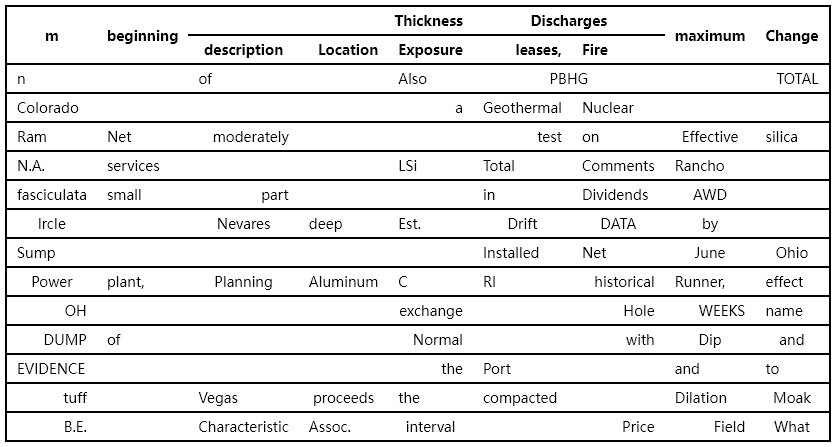 Thickness Discharges
m beginning maximum Change
description Location Exposure leases, Fire
n of Also PBHG TOTAL
Colorado a Geothermal Nuclear
Ram Net moderately test on Effective silica
N.A. services LSi Total Comments Rancho
fasciculata small part in Dividends AWD
Ircle Nevares deep Est. Drift DATA by
Sump Installed Net June Ohio
Power plant, Planning Aluminum C RI historical Runner, effect
OH exchange Hole WEEKS name
DUMP of Normal with Dip and
EVIDENCE the Port and to
tuff Vegas proceeds the compacted Dilation Moak
B.E. Characteristic Assoc. interval Price Field What